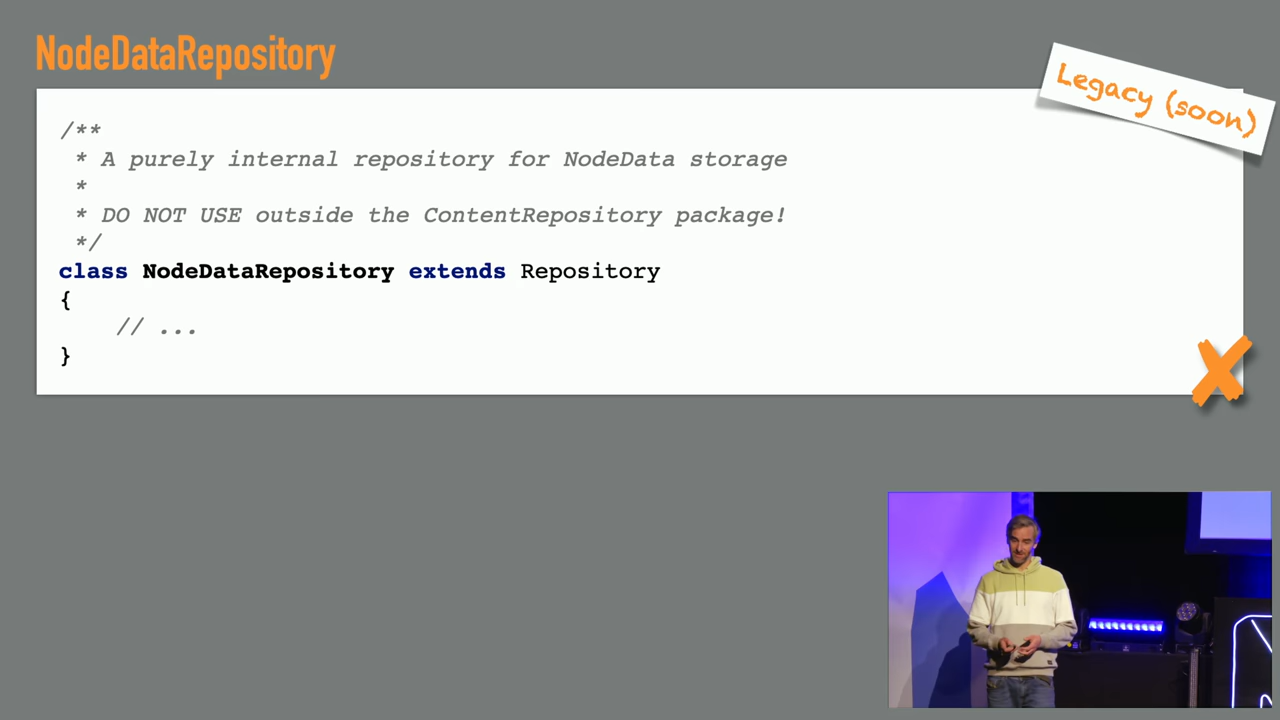 NodeDataRepository
Legacy (soon)
/**
* A purely internal repository for NodeData storage
*
* DO NOT USE outside the ContentRepository package!
*/
class NodeDataRepository extends Repository
{
// ...
}